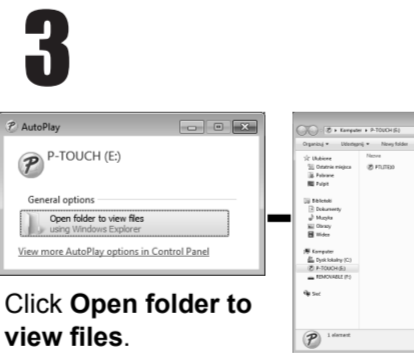 3
AutoPlay
P-TOUCH (E:)
General options
Open folder to view files
using Windows Explorer
View more AutoPlay options in Control Panel
Click Open folder to
view files.
Komputer ▸ P-TOUCH (E:)
Organizuj Udostępnij Nowy folder
Ulubione
Nazwa
Ostatnie miejsca
Pobrane
Pulpit
Biblioteki
Dokumenty
Muzyka
Obrazy
Wideo
Komputer
Dysk lokalny (C:)
P-TOUCH (E:)
REMOVABLE (F:)
Sieć
1 element